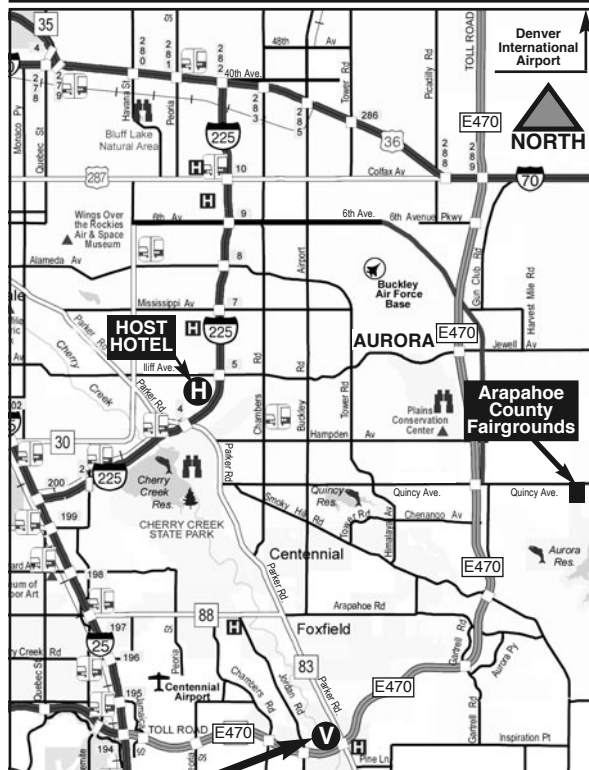 35
48th Av
Denver
International
Airport
TOLL ROAD
Picadilly Rd
Tower Rd
Monaco Py
Quebec St
4
278
279
280
Havana St
281
Peoria
282
40th Ave.
283
285
286
36
288
289
E470
NORTH
Bluff Lake
Natural Area
225
287
H
10
Colfax Av
70
H
Wings Over
the Rockies
Air & Space
Museum
6th Av
9
6th Ave.
6th Avenue Pkwy
Alameda Av
8
Airport
Buckley
Air Force
Base
Gun Club Rd
Harvest Mile Rd
Mississippi Av
7
HOST
HOTEL
H
225
AURORA
E470
Jewell Av
Parker Rd.
Cherry
Creek
Iliff Ave.
5
H
Rd
Rd
Chambers
Buckley
Tower Rd
Arapahoe
County
Fairgrounds
Plains
Conservation
Center
Parker Rd.
4
Hampden Av
30
Parker Rd
200
2
225
Cherry
Creek
Res.
Quincy Ave.
Quincy Ave.
Quincy
Res.
Smoky Hill Rd
Tower Rd
Himalaya Av
Chenango Av
199
CHERRY CREEK
STATE PARK
Centennial
Aurora
Res.
198
Parker Rd.
E470
88
Arapahoe Rd
197
H
Foxfield
25
196
Quebec St
Peoria
83
Chambers Rd
Jordan Rd
Parker Rd.
Gartrell
Aurora Py
Centennial
Airport
E470
195
TOLL ROAD
E470
V
H
Gartrell Rd
Inspiration Pt
194
Pine Ln.